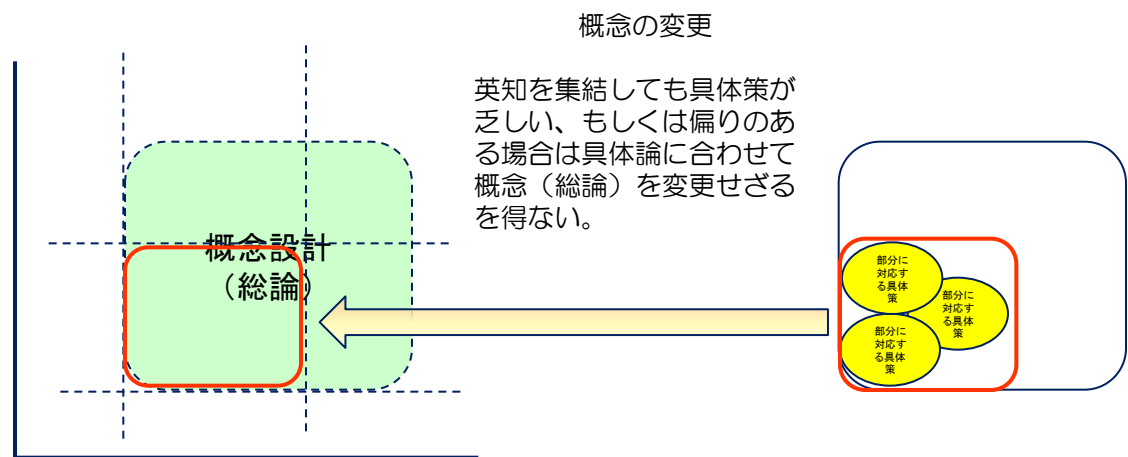 概念の変更
英知を集結しても具体策が
乏しい、もしくは偏りのあ
る場合は具体論に合わせて
概念（総論）を変更せざる
を得ない。
概念設計
（総論）
部分に
対応す
る具体
策
部分に
対応す
る具体
策
部分に
対応す
る具体
策